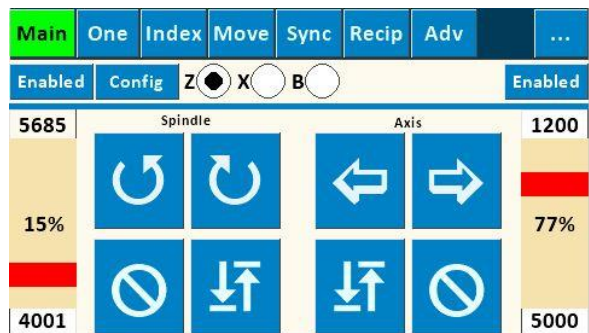 Main One Index Move Sync Recip Adv ...
Enabled Config Z X B Enabled
5685 Spindle Axis 1200
15% 77%
4001 5000